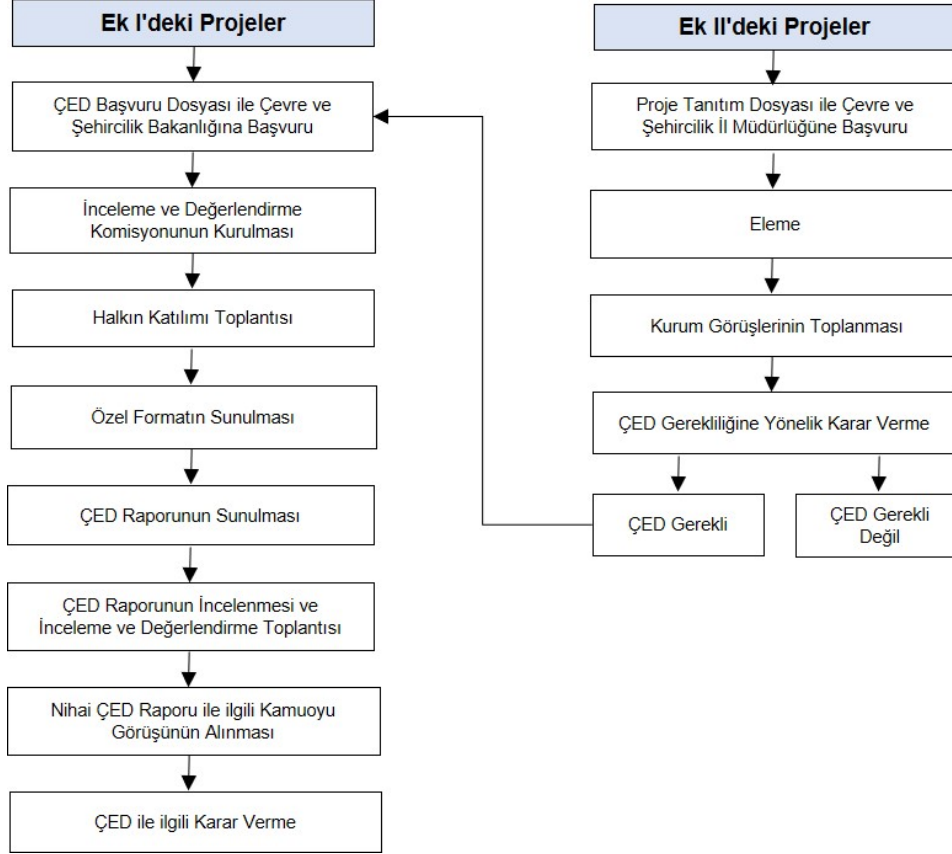 Ek I'deki Projeler
ÇED Başvuru Dosyası ile Çevre ve
Şehircilik Bakanlığına Başvuru
İnceleme ve Değerlendirme
Komisyonunun Kurulması
Halkın Katılımı Toplantısı
Özel Formatın Sunulması
ÇED Raporunun Sunulması
ÇED Raporunun İncelenmesi ve
İnceleme ve Değerlendirme Toplantısı
Nihai ÇED Raporu ile ilgili Kamuoyu
Görüşünün Alınması
ÇED ile ilgili Karar Verme
Ek II'deki Projeler
Proje Tanıtım Dosyası ile Çevre ve
Şehircilik İl Müdürlüğüne Başvuru
Eleme
Kurum Görüşlerinin Toplanması
ÇED Gerekliliğine Yönelik Karar Verme
ÇED Gerekli
ÇED Gerekli
Değil